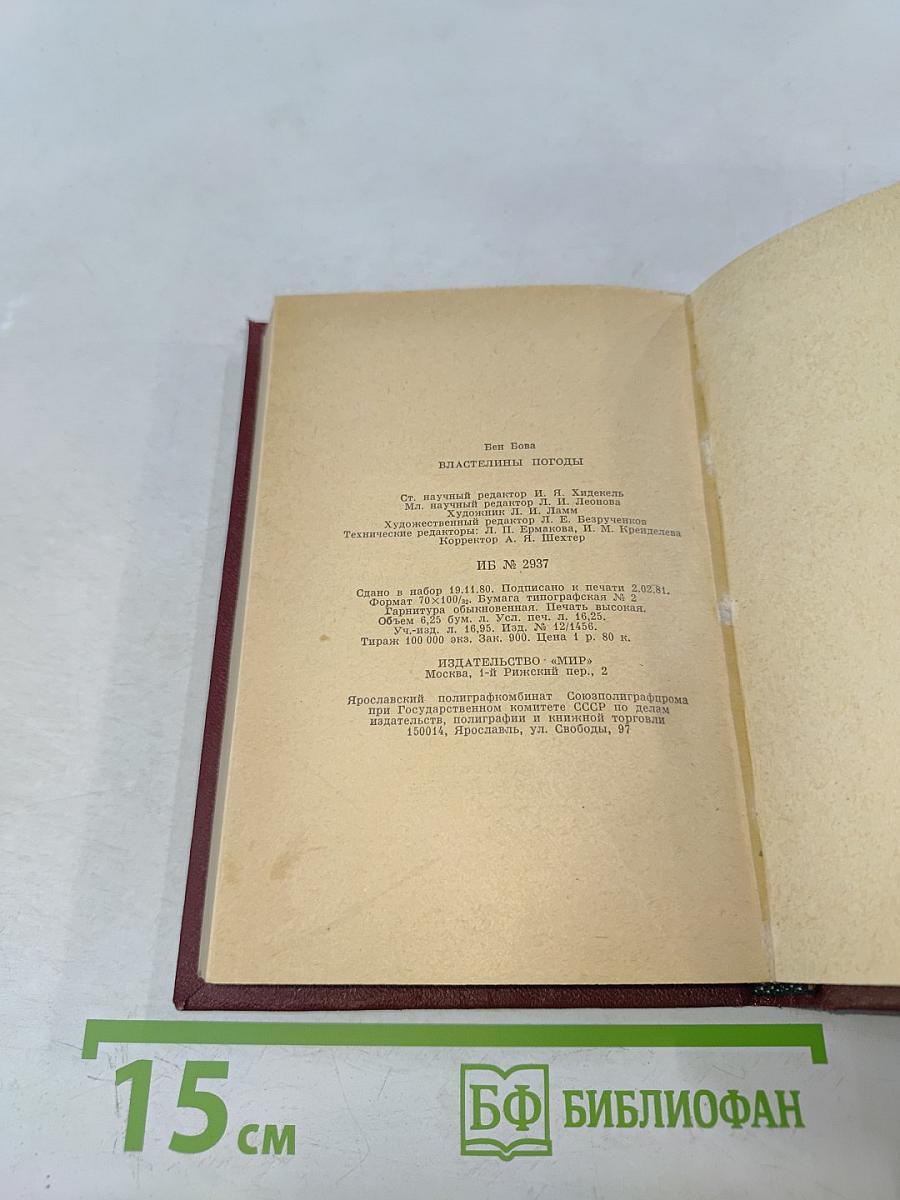 Бен Бова
ВЛАСТЕЛИНЫ ПОГОДЫ
Ст. научный редактор И. Я. Хидекель
Мл. научный редактор Л. И. Леонова
Художник Л. И. Ламм
Художественный редактор Л. Е. Безрученков
Технические редакторы: Л. П. Ермакова, И. М. Кренделева
Корректор А. Я. Шехтер
ИБ № 2937
Сдано в набор 19.11.80. Подписано к печати 2.02.81.
Формат 70×100/32. Бумага типографская № 2
Гарнитура обыкновенная. Печать высокая.
Объем 6,25 бум. л. Усл. печ. л. 16,25.
Уч.-изд. л. 16,95. Изд. № 12/1456.
Тираж 100 000 экз. Зак. 900. Цена 1 р. 80 к.
ИЗДАТЕЛЬСТВО «МИР»
Москва, 1-й Рижский пер., 2
Ярославский полиграфкомбинат Союзполиграфпрома
при Государственном комитете СССР по делам
издательств, полиграфии и книжной торговли
150014, Ярославль, ул. Свободы, 97
15 см
БФ БИБЛИОФАН